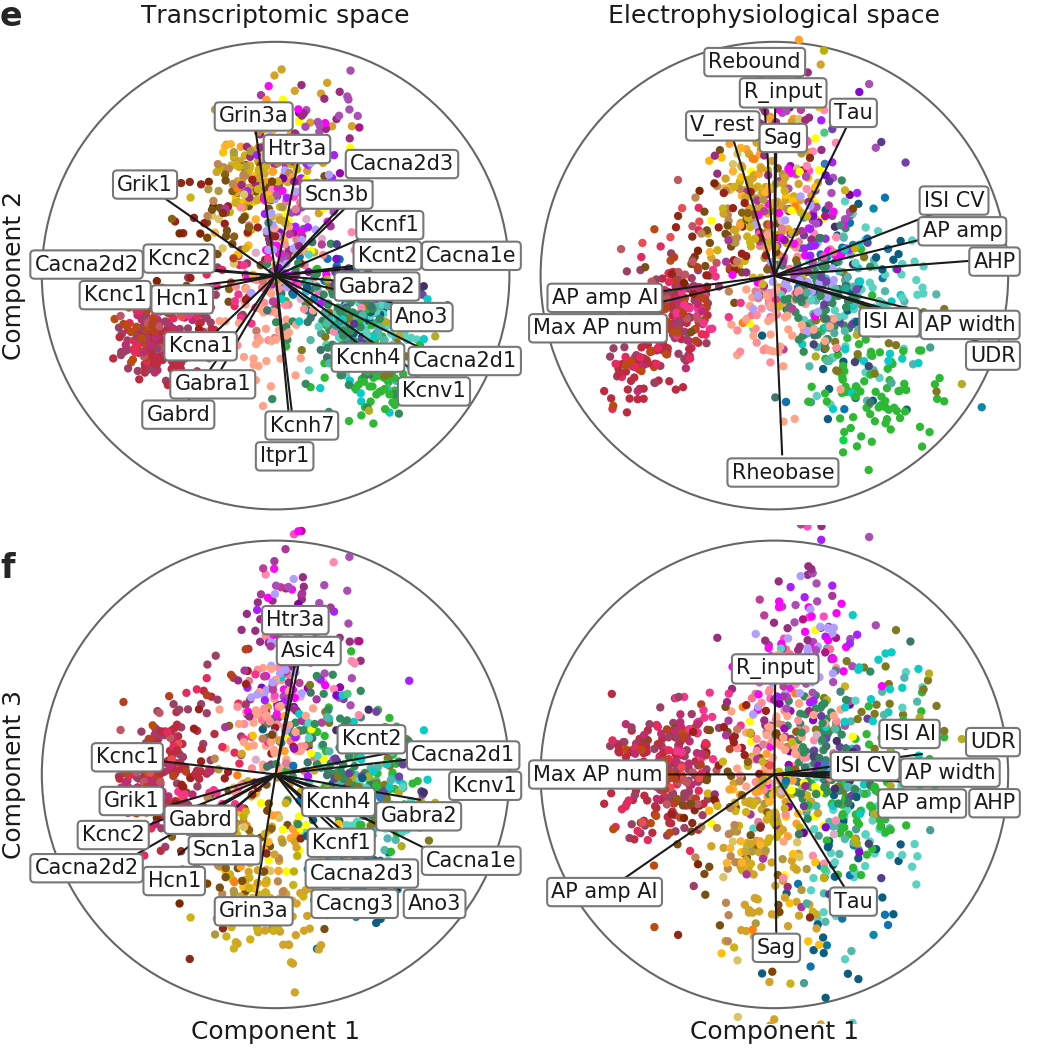 e
Transcriptomic space
Electrophysiological space
Component 2
Grin3a
Htr3a
Cacna2d3
Grik1
Scn3b
Kcnf1
Cacna2d2
Kcnc2
Kcnt2
Cacna1e
Kcnc1
Hcn1
Gabra2
Ano3
Kcna1
Kcnh4
Cacna2d1
Gabra1
Kcnv1
Gabrd
Kcnh7
Itpr1
Rebound
R_input
Tau
V_rest
Sag
ISI CV
AP amp
AHP
AP amp AI
Max AP num
ISI AI
AP width
UDR
Rheobase
f
Component 3
Htr3a
Asic4
Kcnt2
Kcnc1
Cacna2d1
Kcnv1
Grik1
Kcnh4
Gabrd
Gabra2
Kcnc2
Kcnf1
Scn1a
Cacna2d2
Cacna1e
Hcn1
Cacna2d3
Grin3a
Cacng3
Ano3
Component 1
R_input
ISI AI
UDR
Max AP num
ISI CV
AP width
AP amp
AHP
AP amp AI
Tau
Sag
Component 1